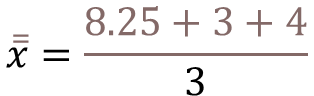 x̿ = (8.25 + 3 + 4) / 3